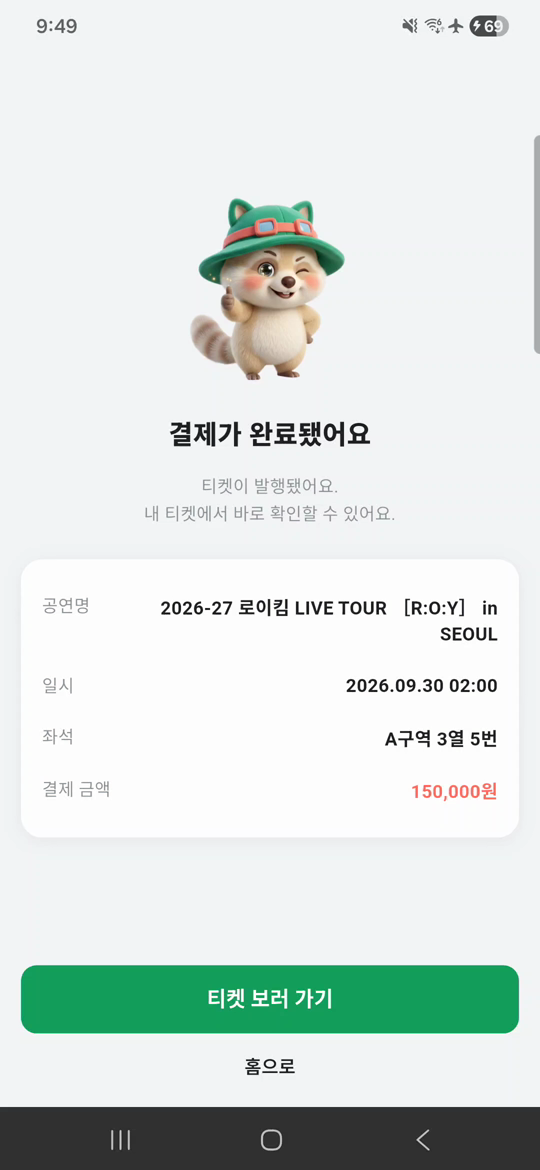 9:49
69
결제가 완료됐어요
티켓이 발행됐어요.
내 티켓에서 바로 확인할 수 있어요.
공연명
2026-27 로이킴 LIVE TOUR [R:O:Y] in
SEOUL
일시
2026.09.30 02:00
좌석
A구역 3열 5번
결제 금액
150,000원
티켓 보러 가기
홈으로